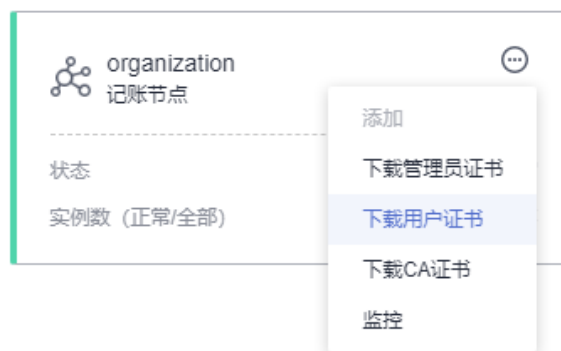 organization
记账节点
添加
下载管理员证书
状态
下载用户证书
实例数（正常/全部）
下载CA证书
监控